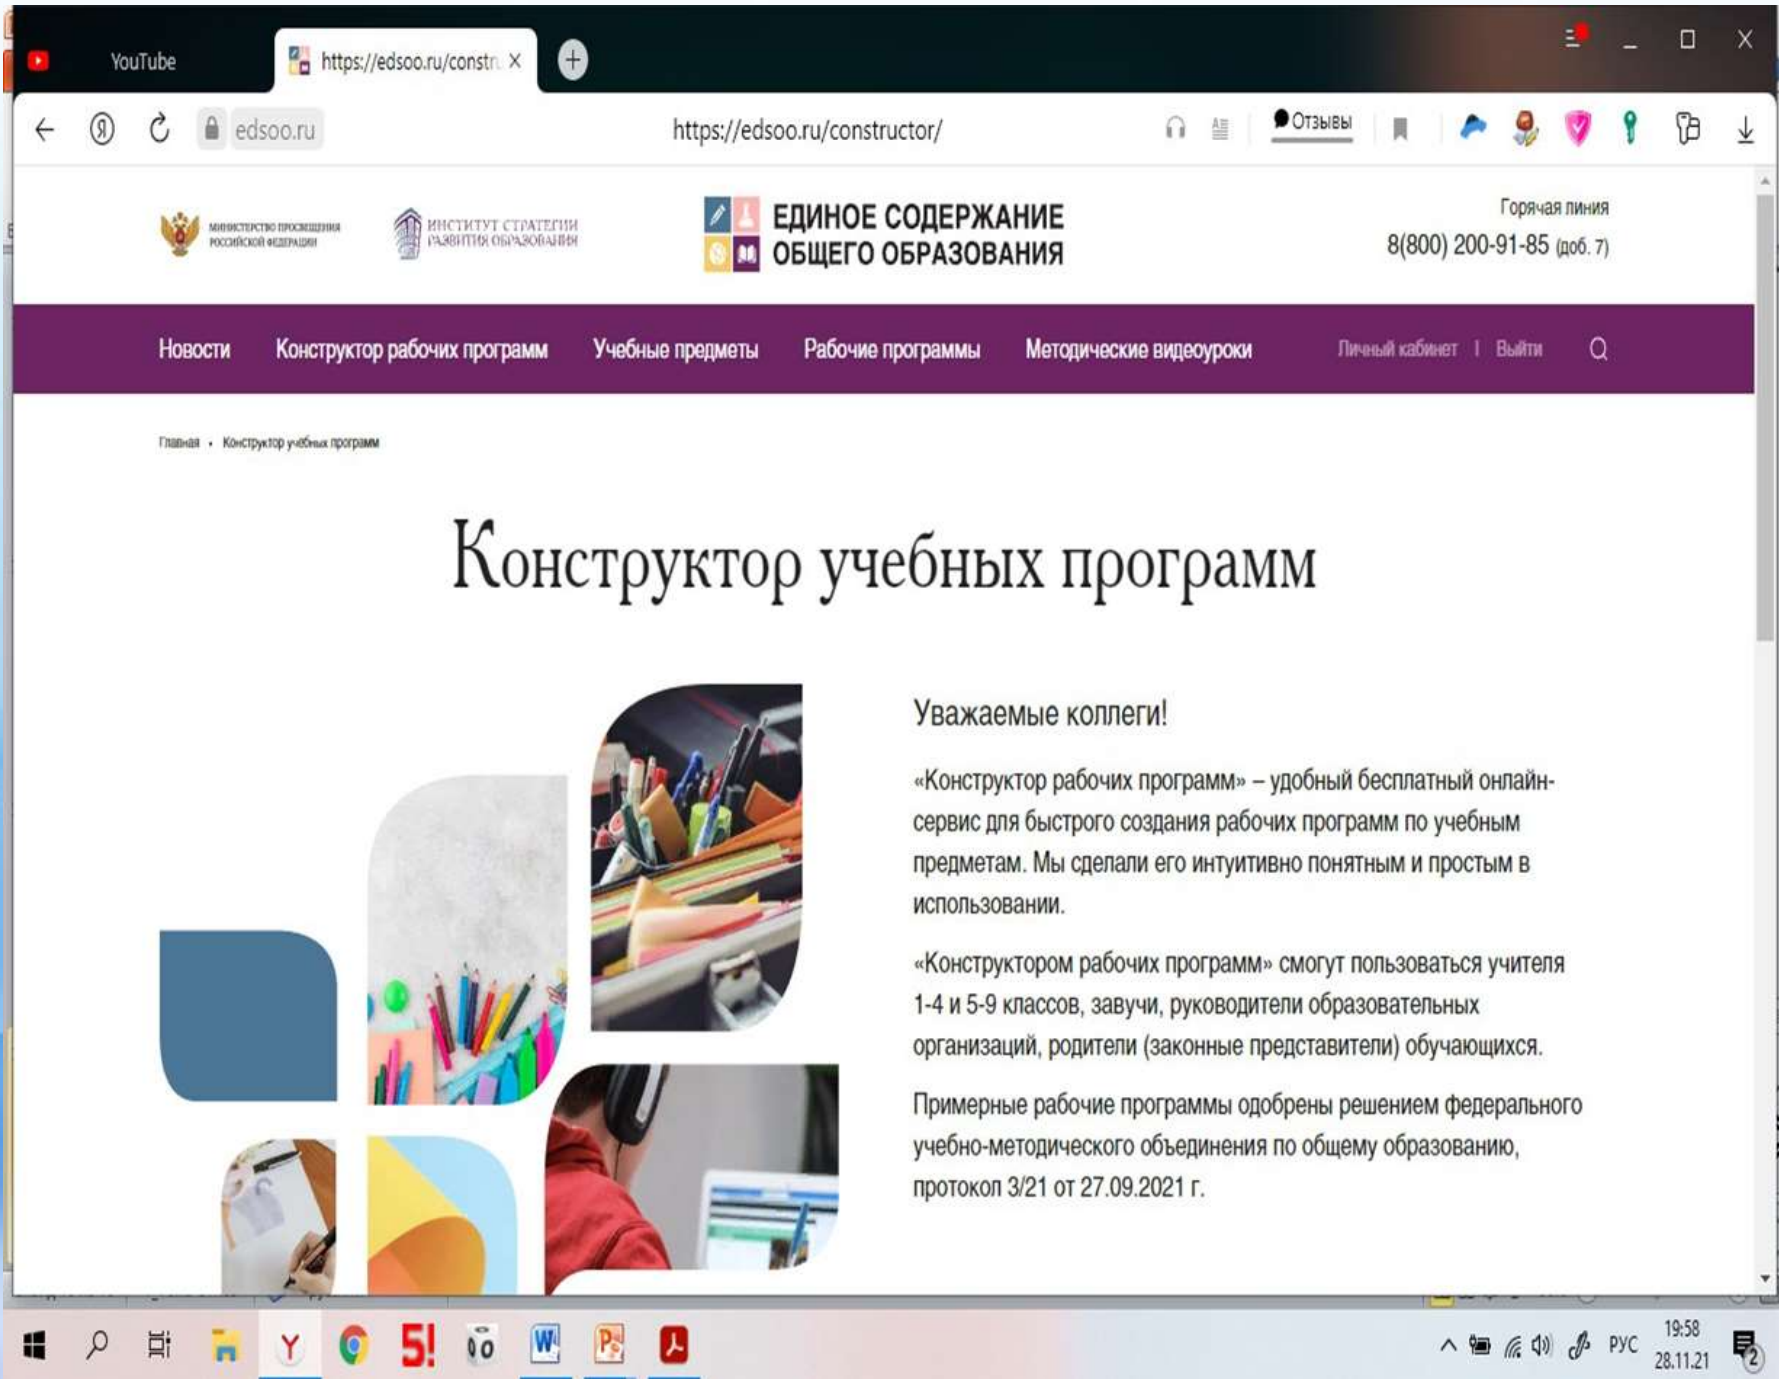 YouTube
https://edsoo.ru/constr
edsoo.ru
https://edsoo.ru/constructor/
Отзывы
МИНИСТЕРСТВО ПРОСВЕЩЕНИЯ
РОССИЙСКОЙ ФЕДЕРАЦИИ
ИНСТИТУТ СТРАТЕГИИ
РАЗВИТИЯ ОБРАЗОВАНИЯ
ЕДИНОЕ СОДЕРЖАНИЕ
ОБЩЕГО ОБРАЗОВАНИЯ
Горячая линия
8(800) 200-91-85 (доб. 7)
Новости Конструктор рабочих программ Учебные предметы Рабочие программы Методические видеоуроки Личный кабинет | Выйти
Главная • Конструктор учебных программ
Конструктор учебных программ
Уважаемые коллеги!
«Конструктор рабочих программ» – удобный бесплатный онлайн-
сервис для быстрого создания рабочих программ по учебным
предметам. Мы сделали его интуитивно понятным и простым в
использовании.
«Конструктором рабочих программ» смогут пользоваться учителя
1-4 и 5-9 классов, завучи, руководители образовательных
организаций, родители (законные представители) обучающихся.
Примерные рабочие программы одобрены решением федерального
учебно-методического объединения по общему образованию,
протокол 3/21 от 27.09.2021 г.
5!
РУС
19:58
28.11.21
2